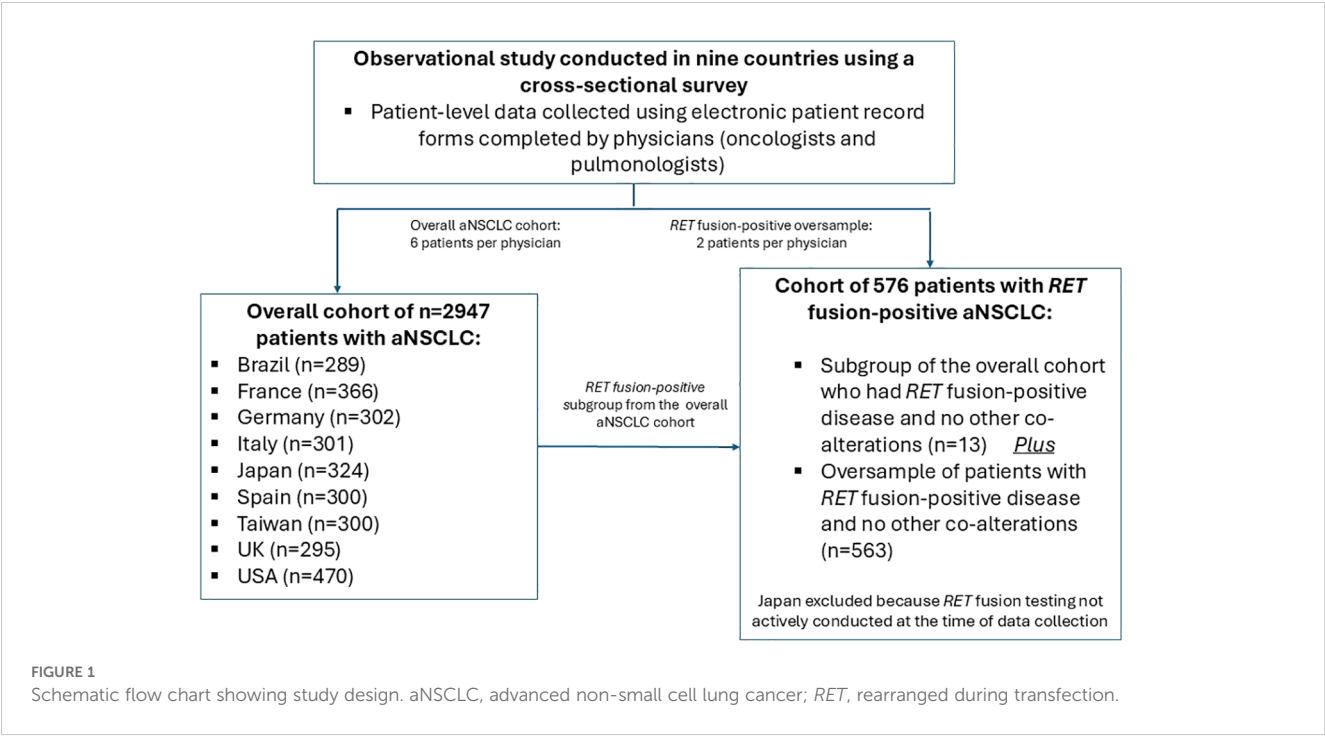 Observational study conducted in nine countries using a
cross-sectional survey
▪ Patient-level data collected using electronic patient record
forms completed by physicians (oncologists and
pulmonologists)
Overall aNSCLC cohort:
6 patients per physician
RET fusion-positive oversample:
2 patients per physician
Overall cohort of n=2947
patients with aNSCLC:
▪ Brazil (n=289)
▪ France (n=366)
▪ Germany (n=302)
▪ Italy (n=301)
▪ Japan (n=324)
▪ Spain (n=300)
▪ Taiwan (n=300)
▪ UK (n=295)
▪ USA (n=470)
RET fusion-positive
subgroup from the overall
aNSCLC cohort
Cohort of 576 patients with RET
fusion-positive aNSCLC:
▪ Subgroup of the overall cohort
who had RET fusion-positive
disease and no other co-
alterations (n=13) Plus
▪ Oversample of patients with
RET fusion-positive disease
and no other co-alterations
(n=563)
Japan excluded because RET fusion testing not
actively conducted at the time of data collection
FIGURE 1
Schematic flow chart showing study design. aNSCLC, advanced non-small cell lung cancer; RET, rearranged during transfection.